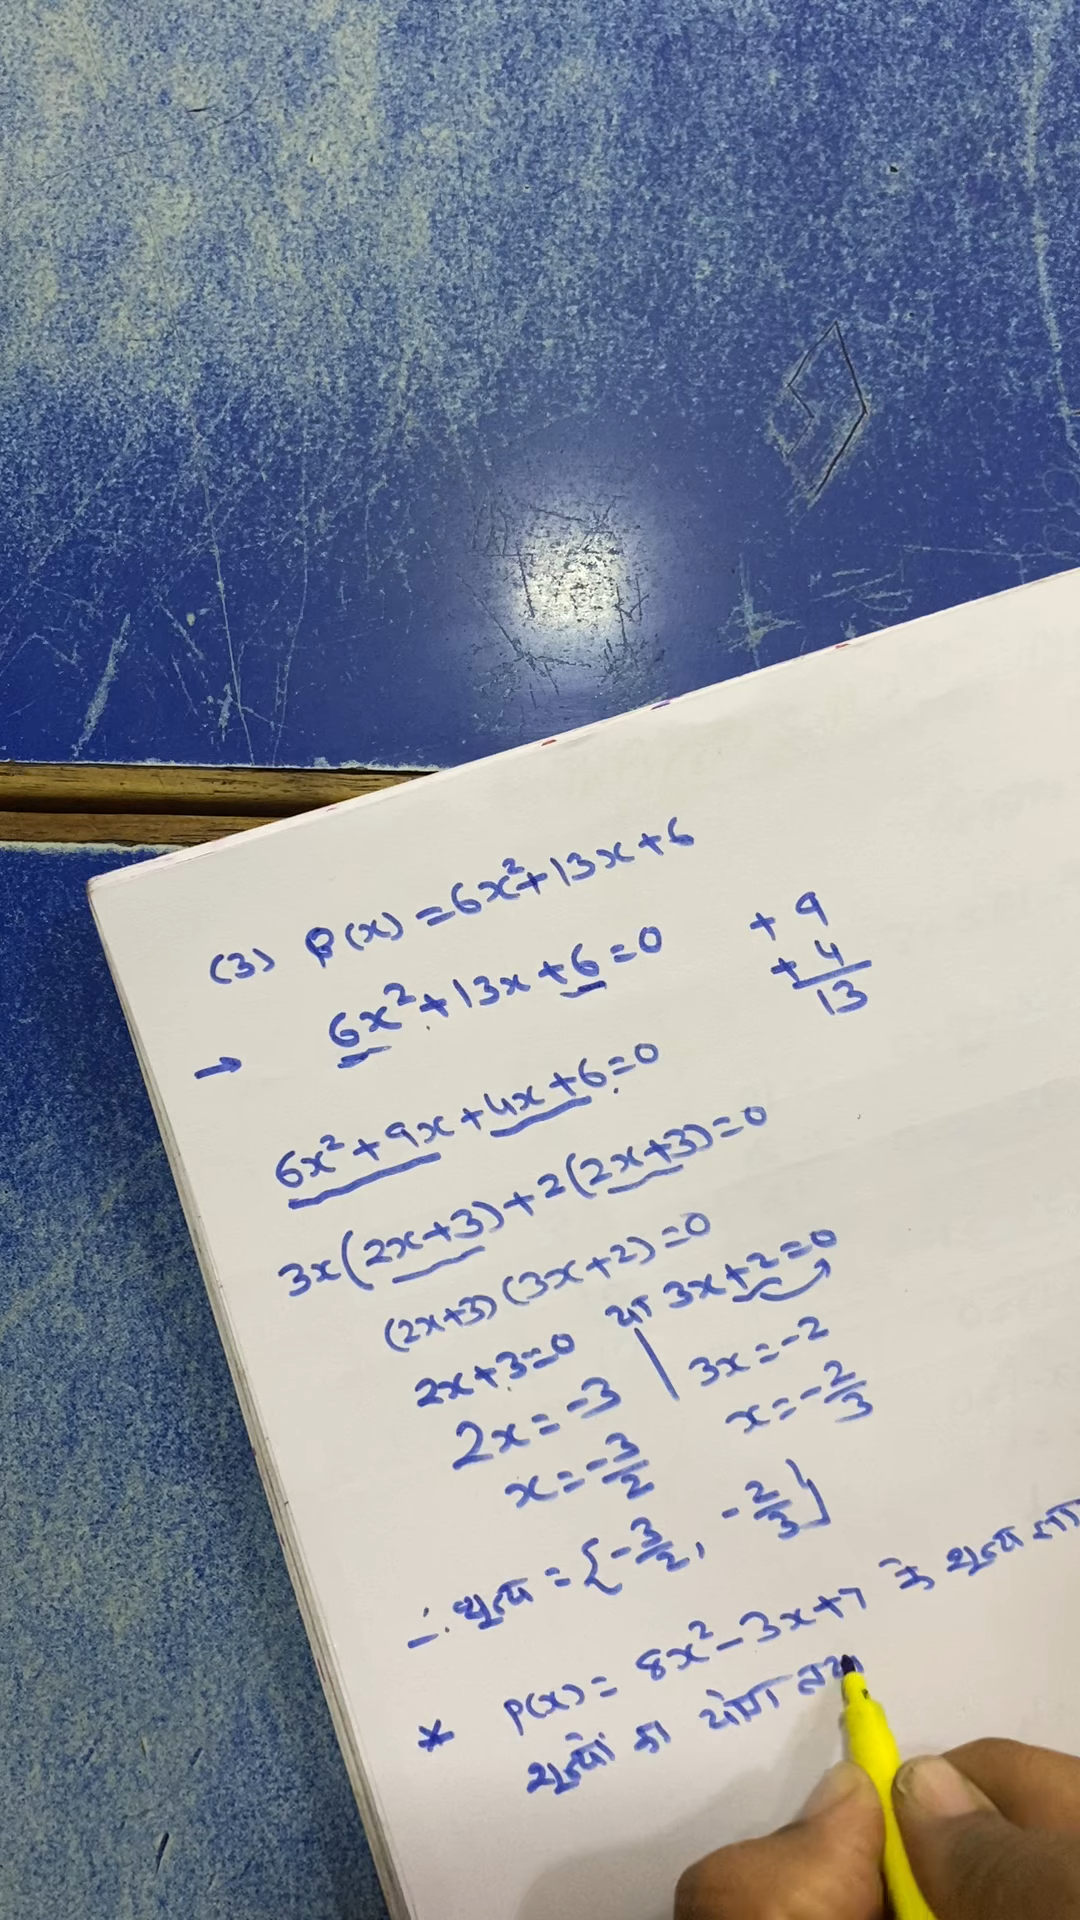 (3) P(x) = 6x²+13x+6
→ 6x²+13x+6=0
+9
+4
13
6x²+9x+4x+6=0
3x(2x+3)+2(2x+3)=0
(2x+3)(3x+2)=0
2x+3=0 या 3x+2=0
2x=-3 | 3x=-2
x=-3/2 x=-2/3
∴ शून्य = {-3/2, -2/3}
* P(x) = 8x²-3x+7 के शून्य
शून्यों का योग तथा